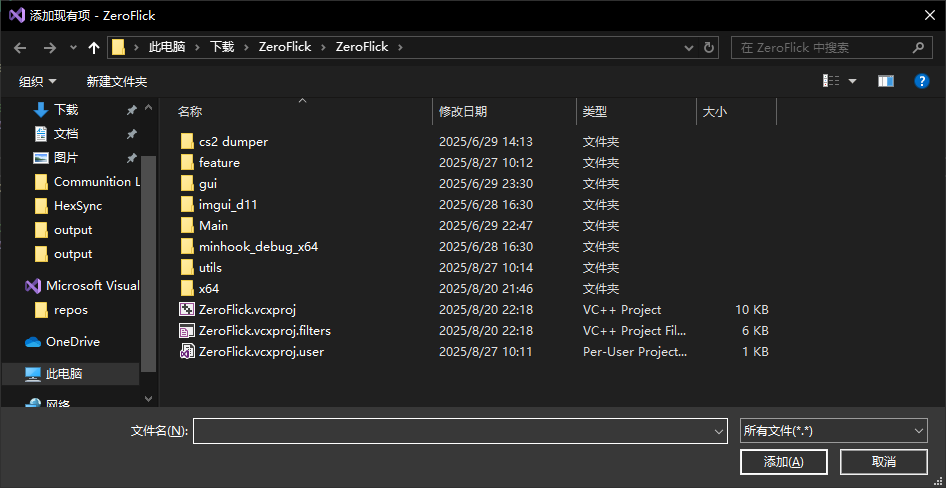 添加现有项 - ZeroFlick
此电脑 › 下载 › ZeroFlick › ZeroFlick ›
在 ZeroFlick 中搜索
组织 新建文件夹
名称 修改日期 类型 大小
下载
文档
图片
Communition L
HexSync
output
output
Microsoft Visual
repos
OneDrive
此电脑
网络
cs2 dumper 2025/6/29 14:13 文件夹
feature 2025/8/27 10:12 文件夹
gui 2025/6/29 23:30 文件夹
imgui_d11 2025/6/28 16:30 文件夹
Main 2025/6/29 22:47 文件夹
minhook_debug_x64 2025/6/28 16:30 文件夹
utils 2025/8/27 10:14 文件夹
x64 2025/8/20 21:46 文件夹
ZeroFlick.vcxproj 2025/8/20 22:18 VC++ Project 10 KB
ZeroFlick.vcxproj.filters 2025/8/20 22:18 VC++ Project Fil... 6 KB
ZeroFlick.vcxproj.user 2025/8/27 10:11 Per-User Project... 1 KB
文件名(N):
所有文件(*.*)
添加(A) 取消